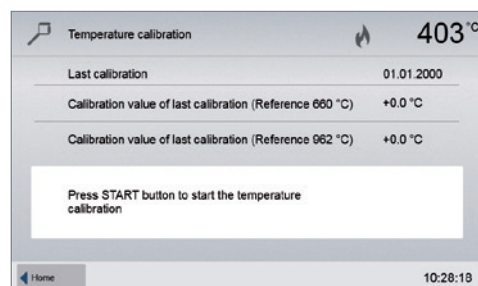 Temperature calibration 403 °C
Last calibration 01.01.2000
Calibration value of last calibration (Reference 660 °C) +0.0 °C
Calibration value of last calibration (Reference 962 °C) +0.0 °C
Press START button to start the temperature
calibration
Home 10:28:18